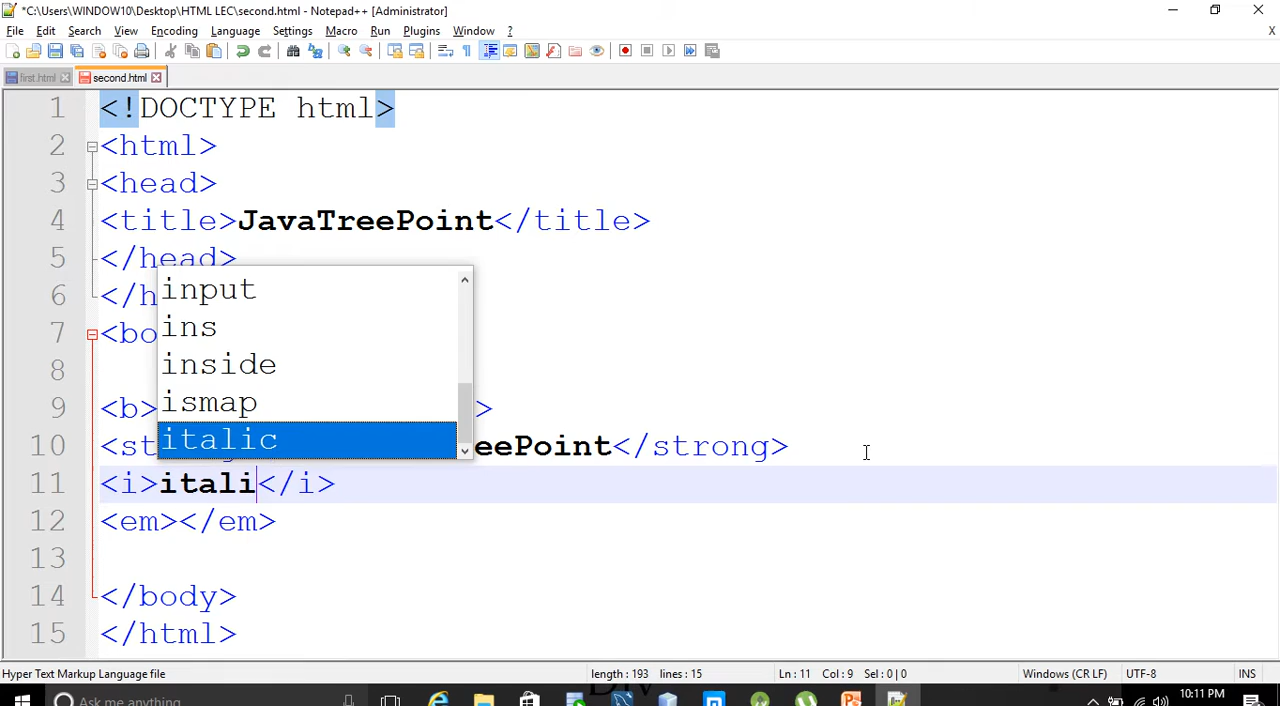 *C:\Users\WINDOW10\Desktop\HTML LEC\second.html - Notepad++ [Administrator]
File Edit Search View Encoding Language Settings Macro Run Plugins Window ? X
first.html second.html
1 <!DOCTYPE html>
2 <html>
3 <head>
4 <title>JavaTreePoint</title>
5 </head>
6 </h
input
7 <bo
ins
8
inside
9 <b> >
ismap
10 <st eePoint</strong>
italic
11 <i>itali</i>
12 <em></em>
13
14 </body>
15 </html>
Hyper Text Markup Language file length : 193 lines : 15 Ln : 11 Col : 9 Sel : 0 | 0 Windows (CR LF) UTF-8 INS
Ask me anything 10:11 PM